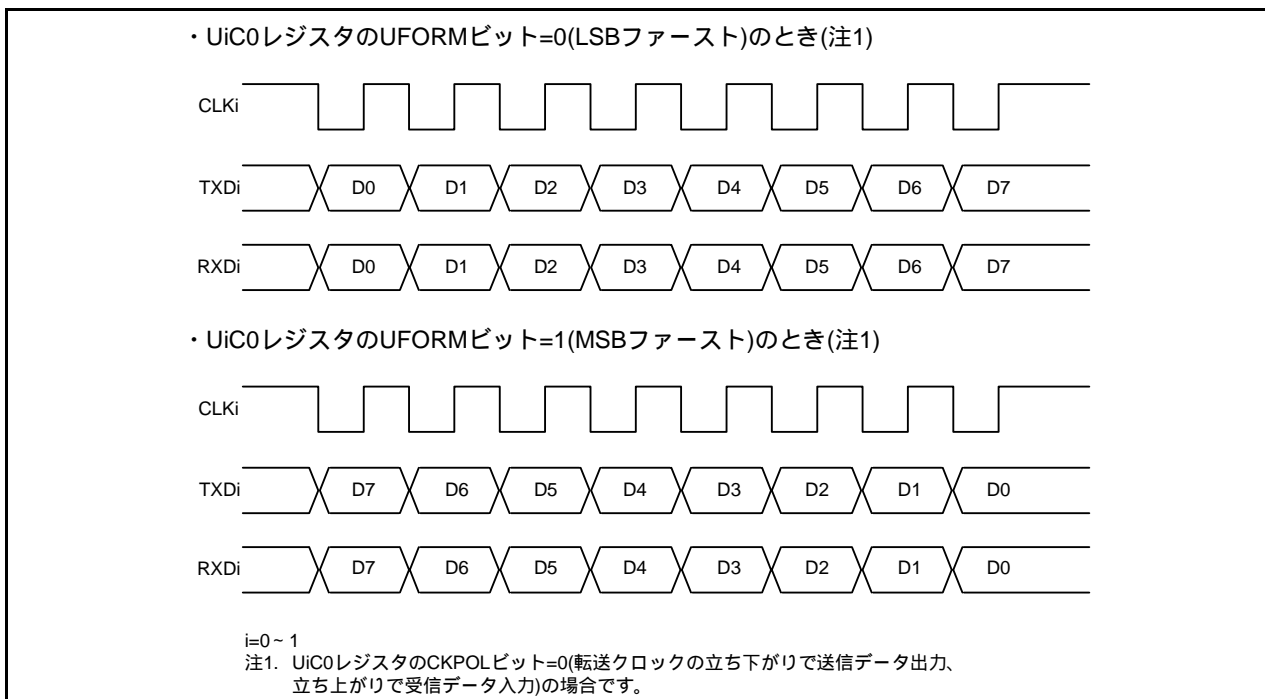 ・UiC0レジスタのUFORMビット=0(LSBファースト)のとき(注1)
CLKi
TXDi D0 D1 D2 D3 D4 D5 D6 D7
RXDi D0 D1 D2 D3 D4 D5 D6 D7
・UiC0レジスタのUFORMビット=1(MSBファースト)のとき(注1)
CLKi
TXDi D7 D6 D5 D4 D3 D2 D1 D0
RXDi D7 D6 D5 D4 D3 D2 D1 D0
i=0~1
注1. UiC0レジスタのCKPOLビット=0(転送クロックの立ち下がりで送信データ出力、
立ち上がりで受信データ入力)の場合です。